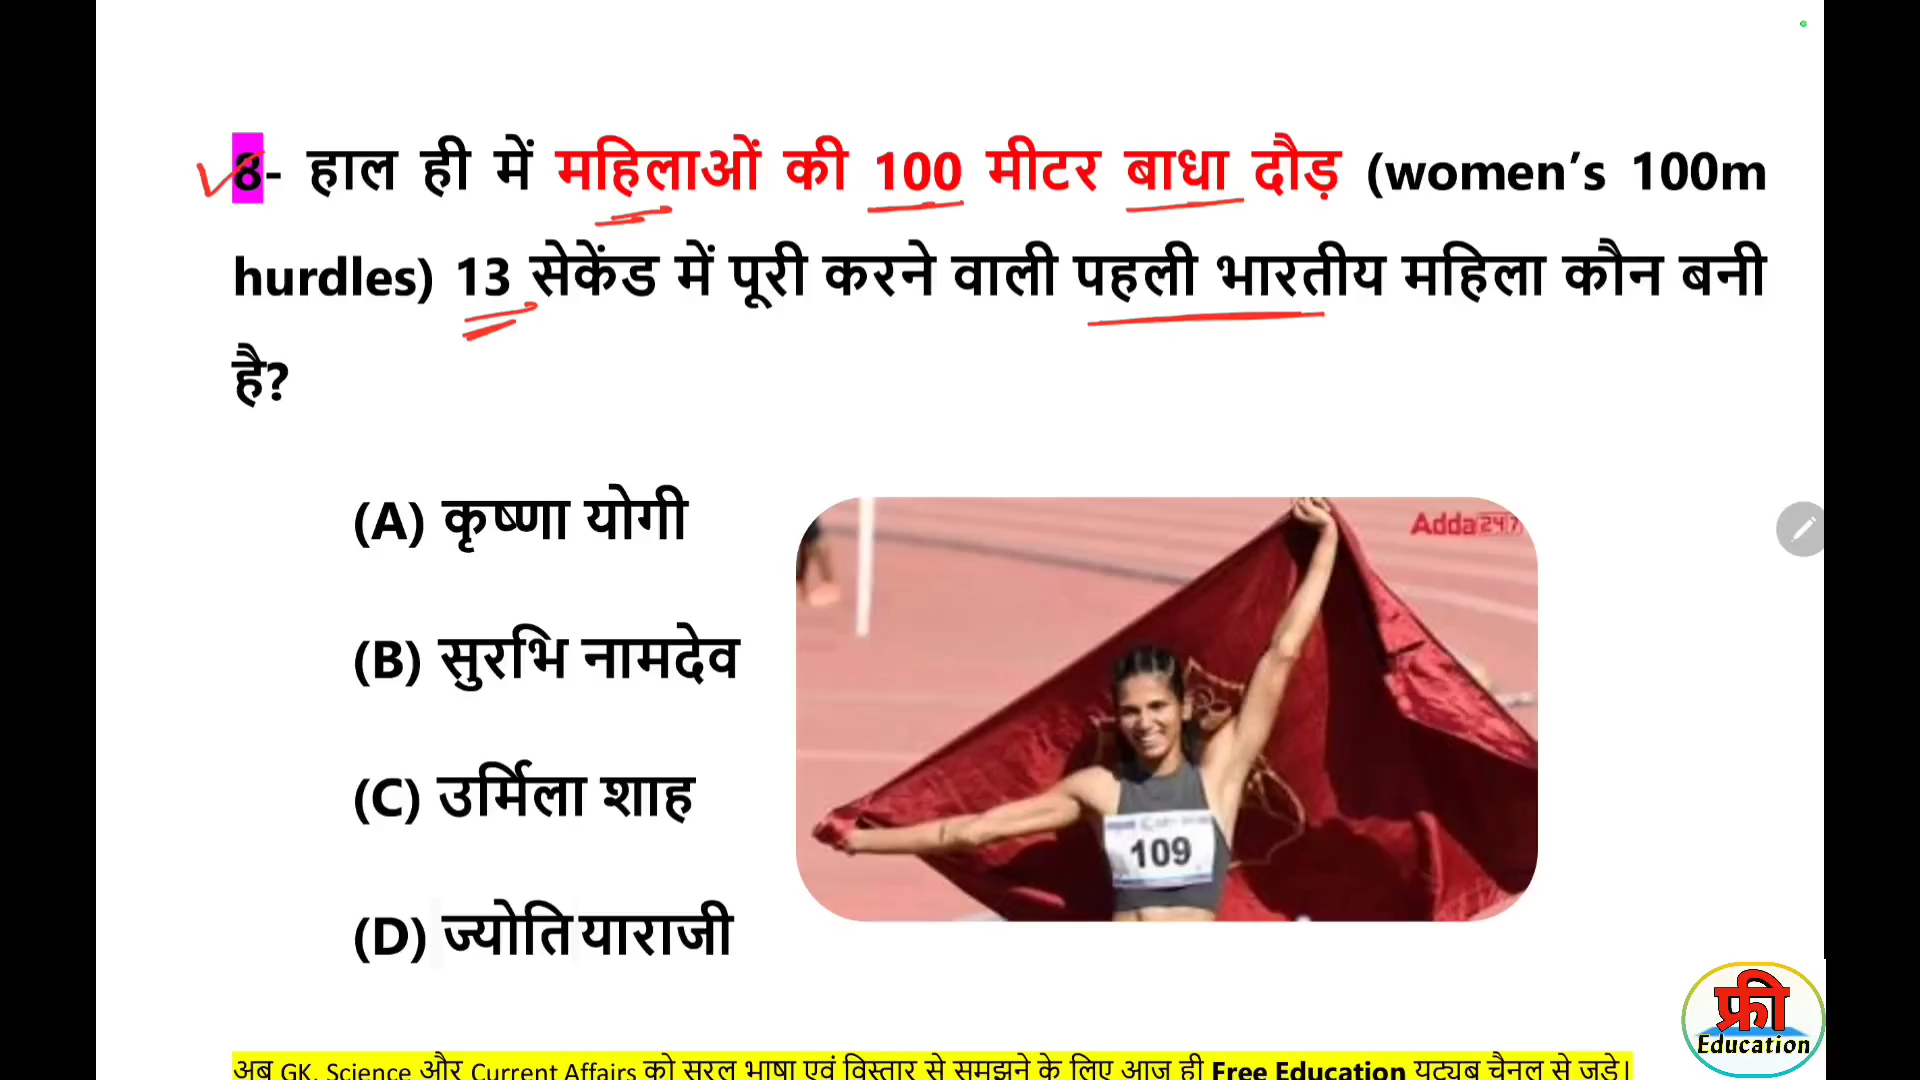 8- हाल ही में महिलाओं की 100 मीटर बाधा दौड़ (women’s 100m
hurdles) 13 सेकेंड में पूरी करने वाली पहली भारतीय महिला कौन बनी
है?
(A) कृष्णा योगी
(B) सुरभि नामदेव
(C) उर्मिला शाह
(D) ज्योति याराजी
Adda247
109
फ्री
Education
अब GK, Science और Current Affairs को सरल भाषा एवं विस्तार से समझने के लिए आज ही Free Education यूट्यूब चैनल से जुड़े।